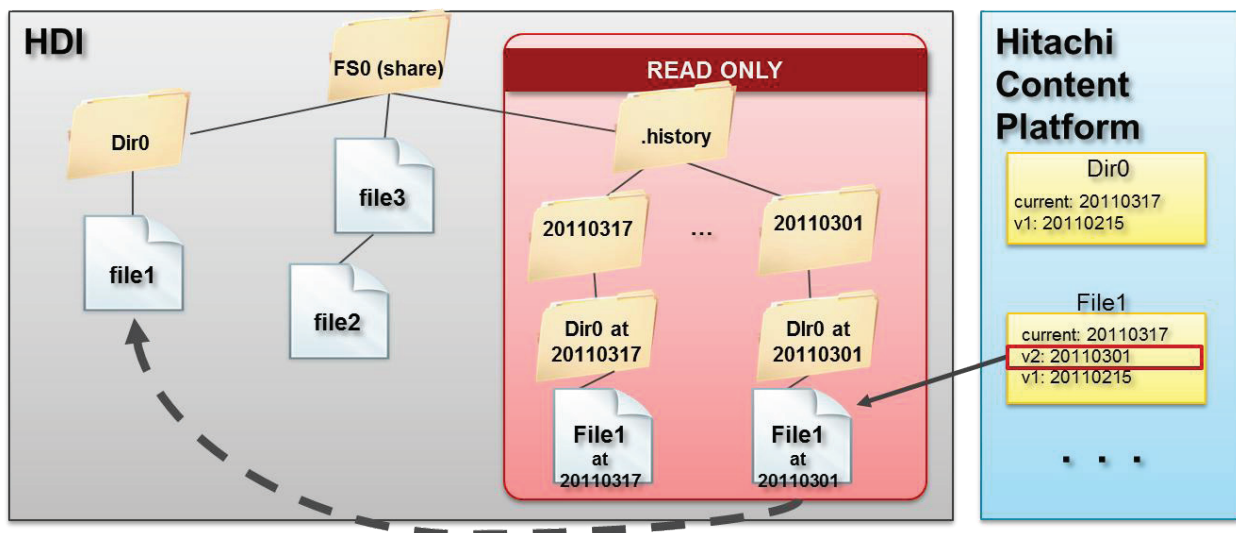 HDI
FS0 (share)
Dir0
file1
file3
file2
READ ONLY
.history
20110317
...
20110301
Dir0 at
20110317
DIr0 at
20110301
File1
at
20110317
File1
at
20110301
Hitachi
Content
Platform
Dir0
current: 20110317
v1: 20110215
File1
current: 20110317
v2: 20110301
v1: 20110215
. . .